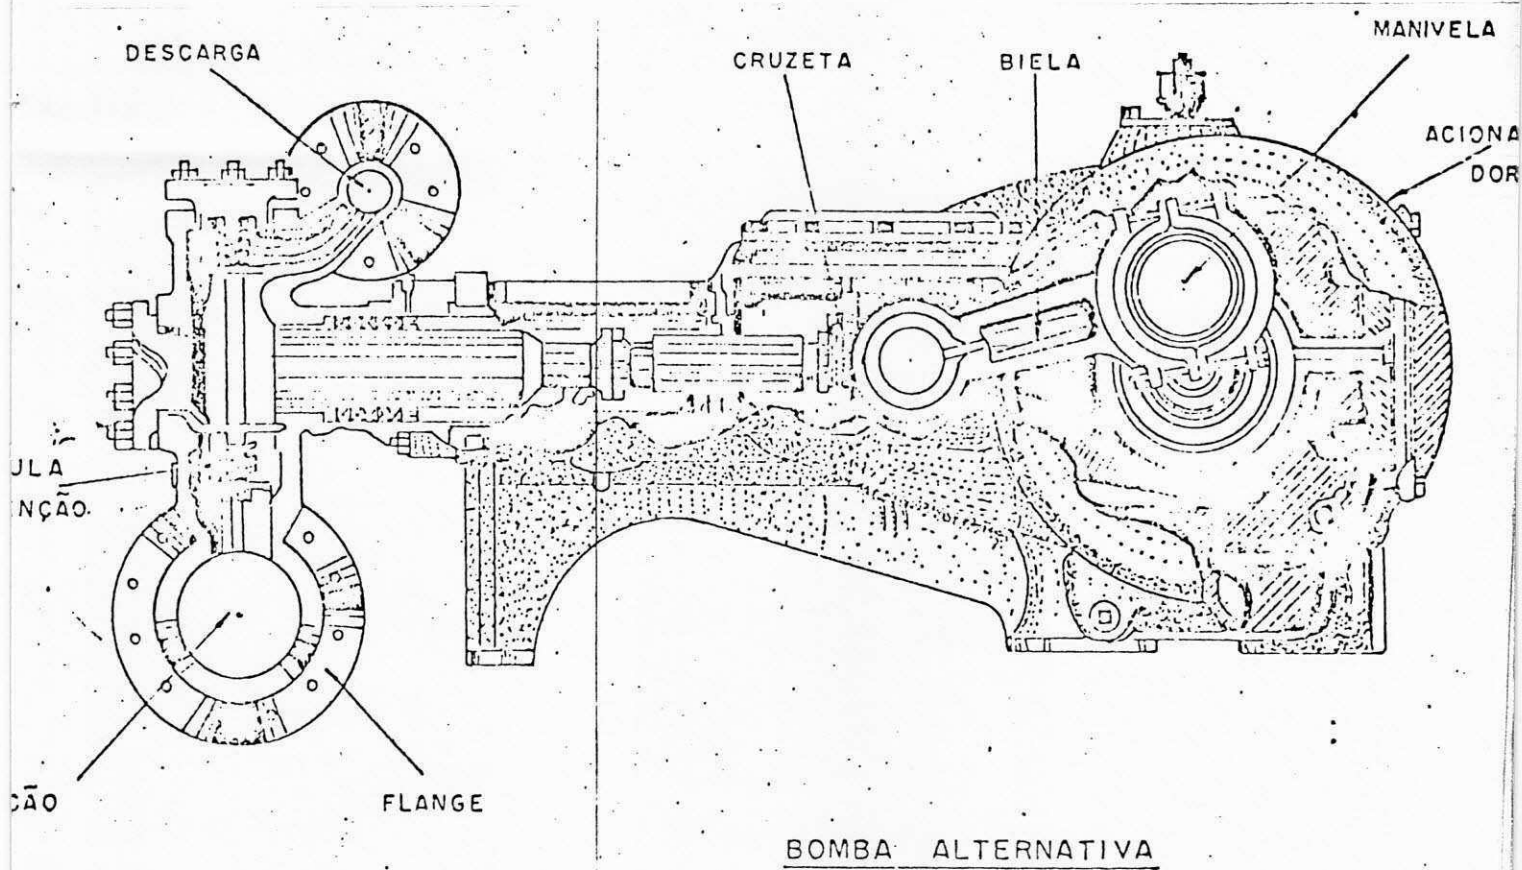 DESCARGA
CRUZETA
BIELA
MANIVELA
ACIONA
DOR
ULA
NÇÃO
ÇÃO
FLANGE
BOMBA ALTERNATIVA